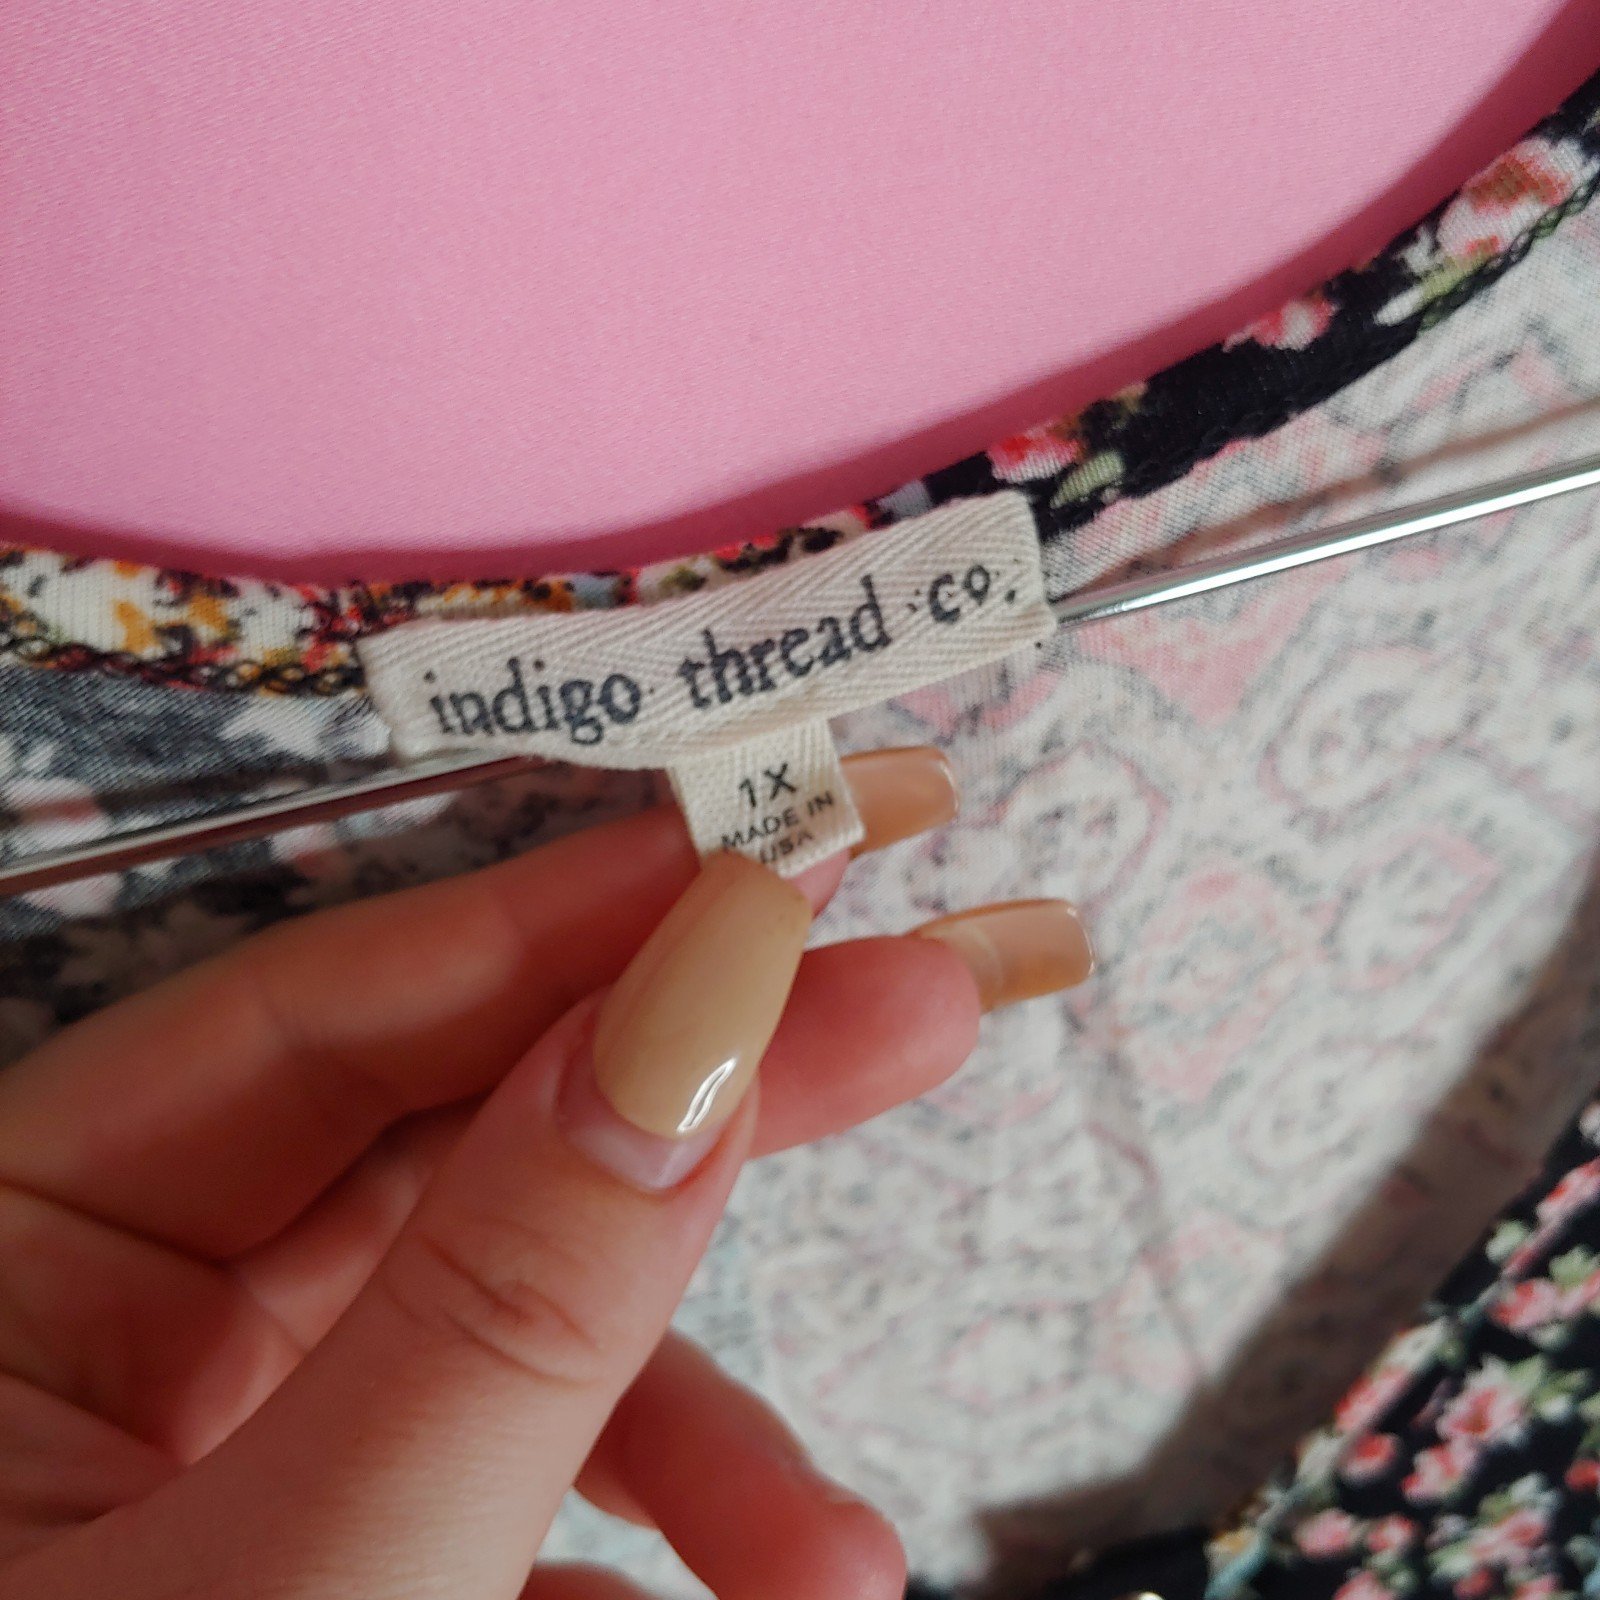 indigo thread co.
1X
MADE IN
USA